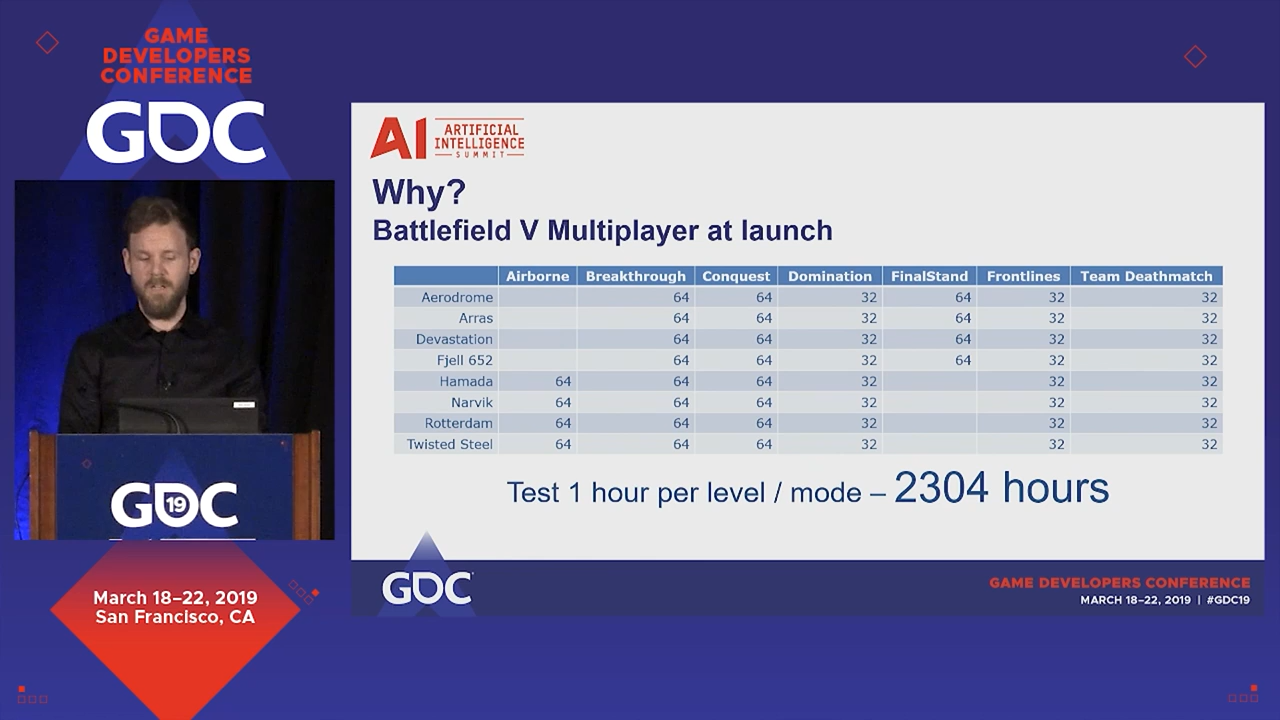 GAME
DEVELOPERS
CONFERENCE
GDC
AI ARTIFICIAL
INTELLIGENCE
SUMMIT
Why?
Battlefield V Multiplayer at launch
Airborne Breakthrough Conquest Domination FinalStand Frontlines Team Deathmatch
Aerodrome 64 64 32 64 32 32
Arras 64 64 32 64 32 32
Devastation 64 64 32 64 32 32
Fjell 652 64 64 32 64 32 32
Hamada 64 64 64 32 32 32
Narvik 64 64 64 32 32 32
Rotterdam 64 64 64 32 32 32
Twisted Steel 64 64 64 32 32 32
Test 1 hour per level / mode – 2304 hours
GDC
GAME DEVELOPERS CONFERENCE
MARCH 18–22, 2019 | #GDC19
GDC
19
March 18–22, 2019
San Francisco, CA